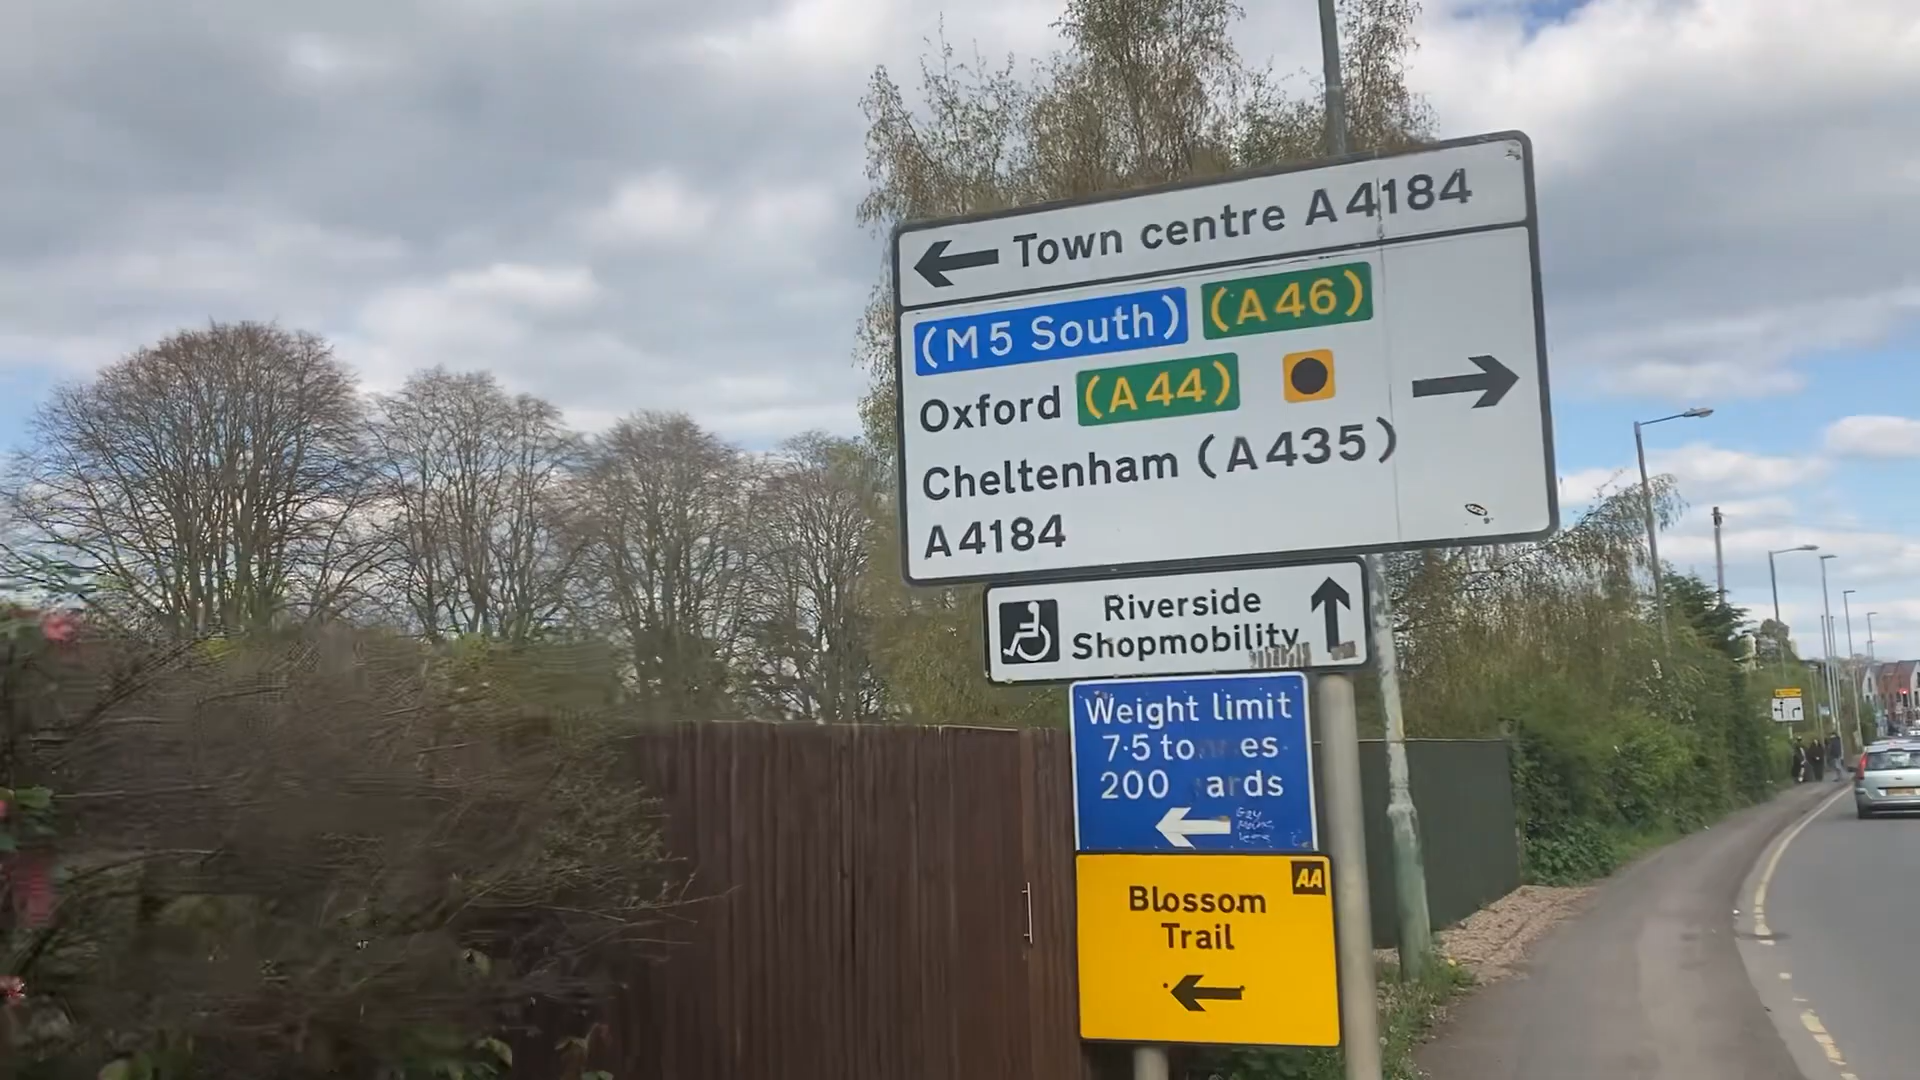 Town centre A4184
(M5 South) (A46)
Oxford (A44)
Cheltenham (A435)
A4184
Riverside
Shopmobility
Weight limit
7·5 to es
200 ards
AA
Blossom
Trail